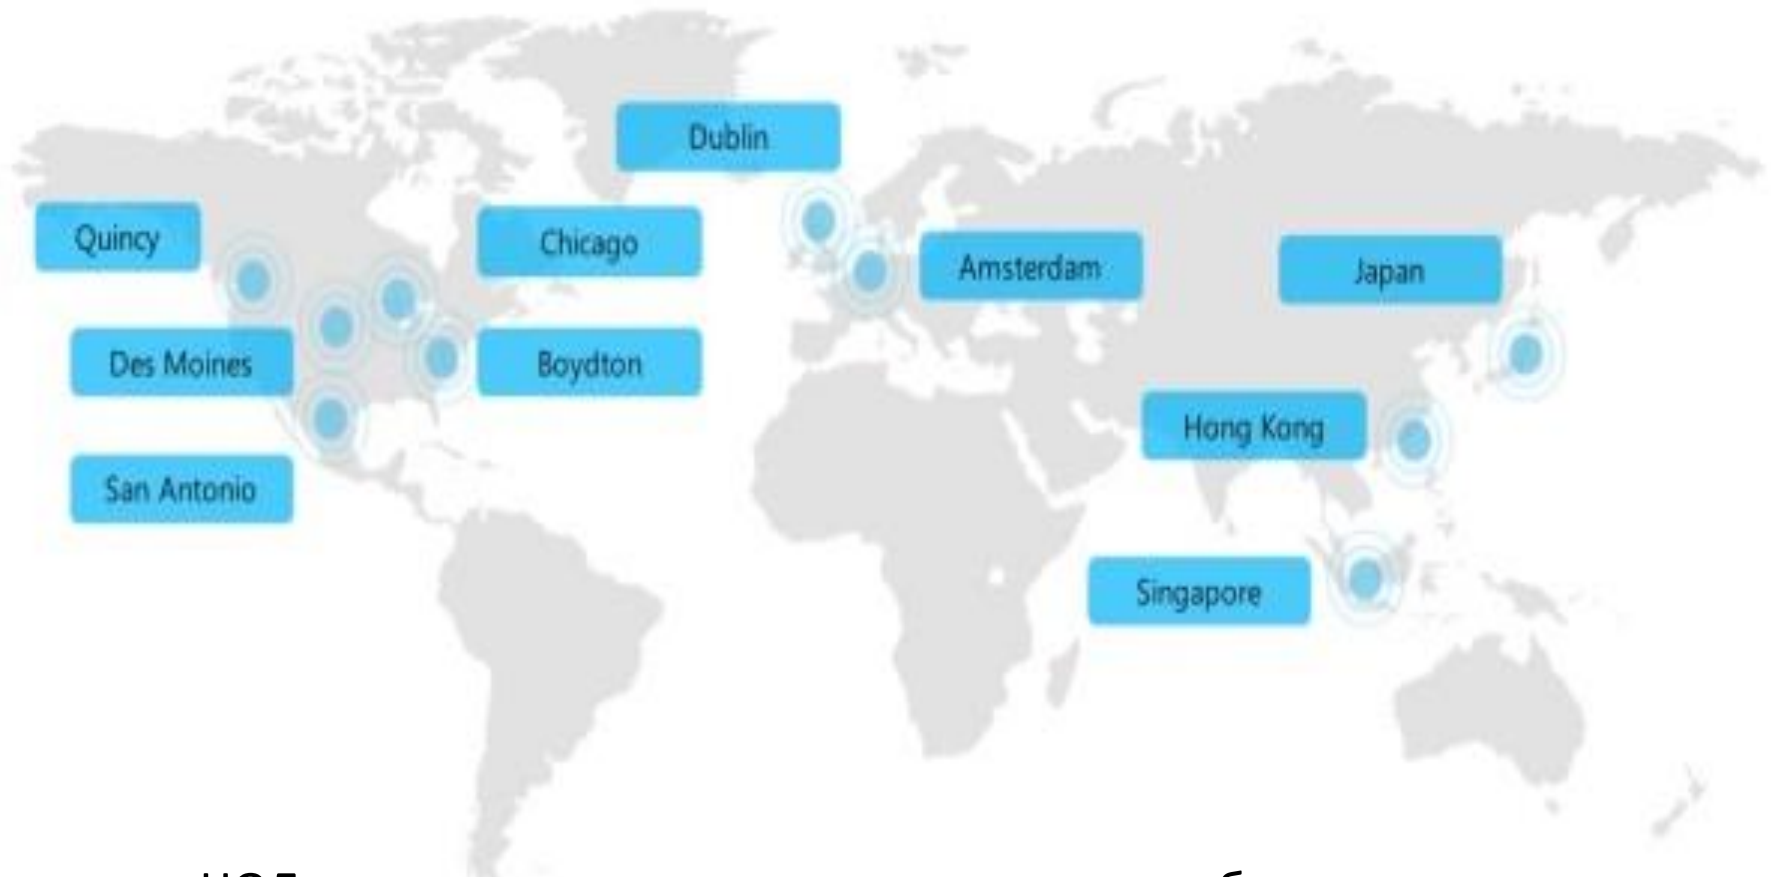 Dublin
Quincy
Chicago
Amsterdam
Japan
Des Moines
Boydton
Hong Kong
San Antonio
Singapore